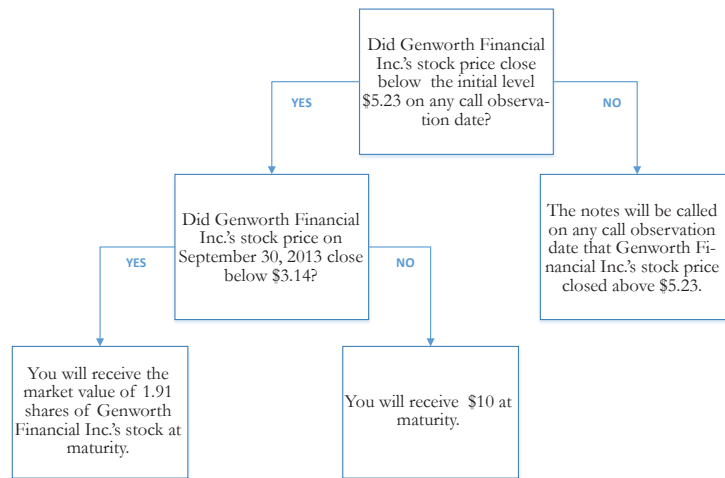 Did Genworth Financial
Inc.'s stock price close
below the initial level
$5.23 on any call observa-
tion date?
YES
NO
Did Genworth Financial
Inc.'s stock price on
September 30, 2013 close
below $3.14?
The notes will be called
on any call observation
date that Genworth Fi-
nancial Inc.'s stock price
closed above $5.23.
YES
NO
You will receive the
market value of 1.91
shares of Genworth
Financial Inc.'s stock at
maturity.
You will receive $10 at
maturity.